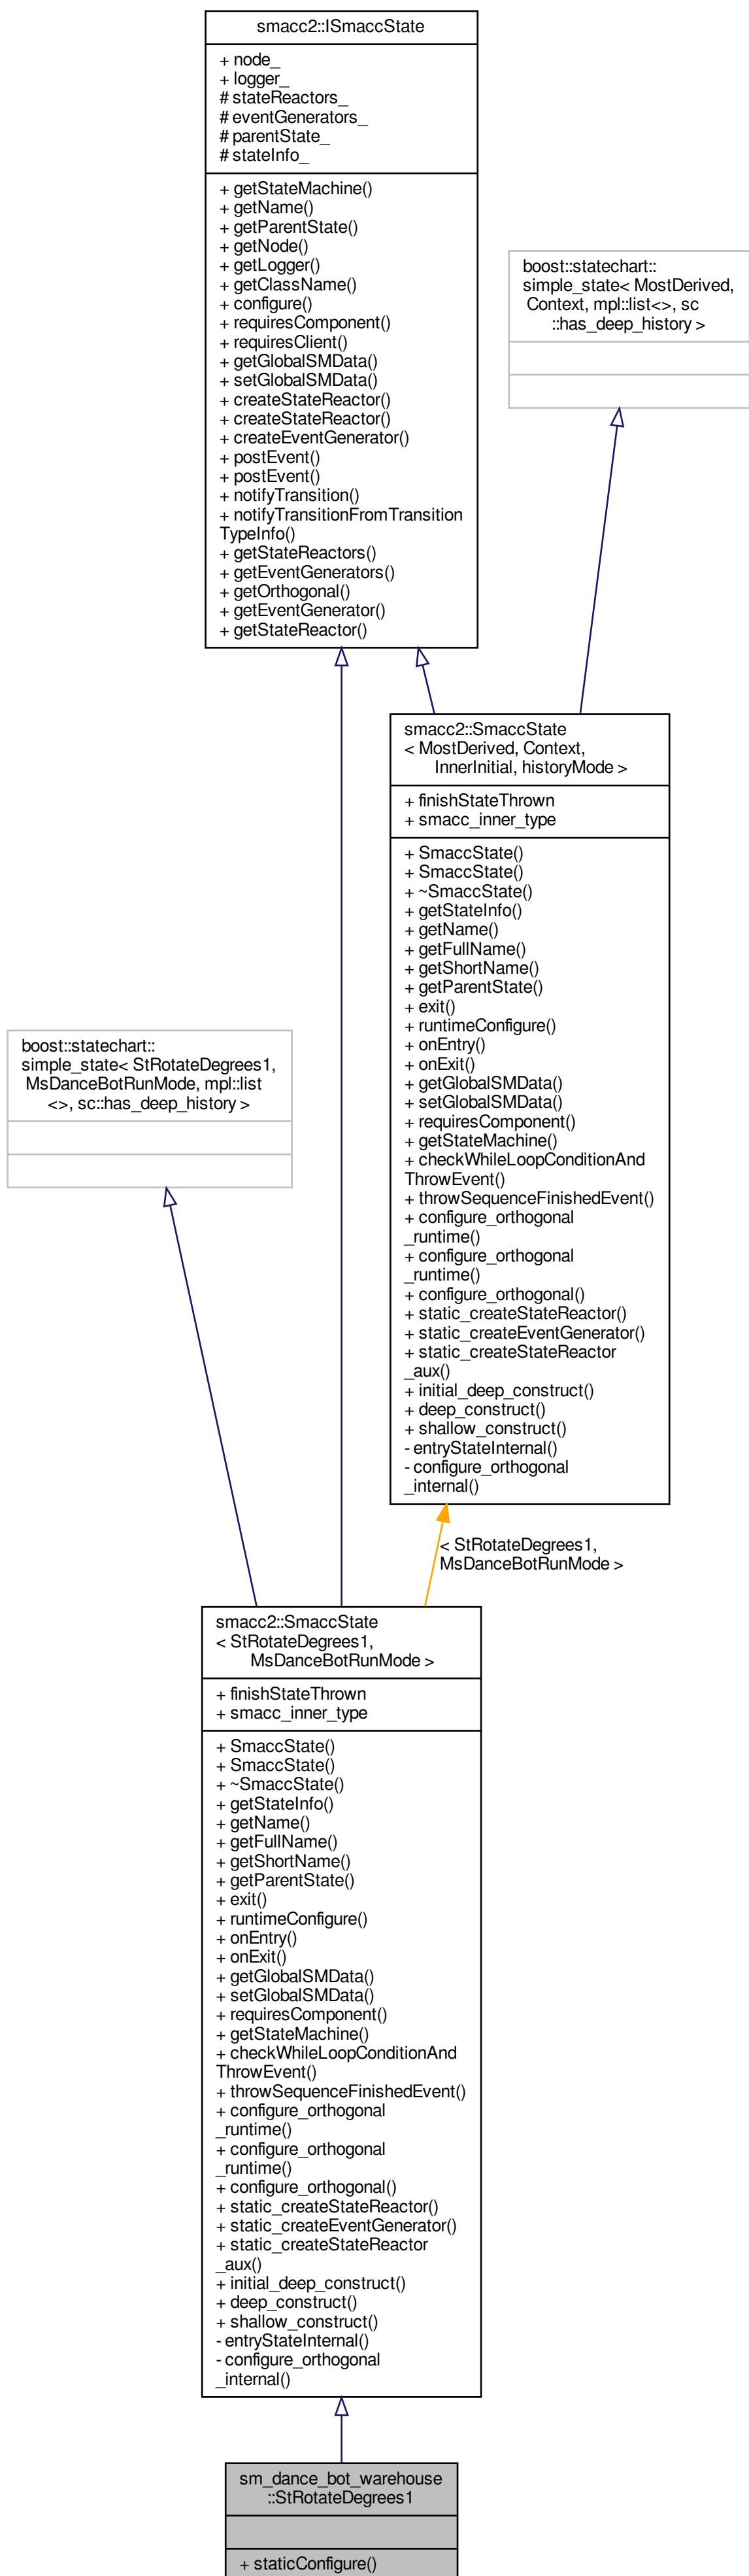 smacc2::ISmaccState
+ node_
+ logger_
# stateReactors_
# eventGenerators_
# parentState_
# stateInfo_
+ getStateMachine()
+ getName()
+ getParentState()
+ getNode()
+ getLogger()
+ getClassName()
+ configure()
+ requiresComponent()
+ requiresClient()
+ getGlobalSMData()
+ setGlobalSMData()
+ createStateReactor()
+ createStateReactor()
+ createEventGenerator()
+ postEvent()
+ postEvent()
+ notifyTransition()
+ notifyTransitionFromTransition
TypeInfo()
+ getStateReactors()
+ getEventGenerators()
+ getOrthogonal()
+ getEventGenerator()
+ getStateReactor()
boost::statechart::
simple_state< MostDerived,
Context, mpl::list<>, sc
::has_deep_history >
smacc2::SmaccState
< MostDerived, Context,
InnerInitial, historyMode >
+ finishStateThrown
+ smacc_inner_type
+ SmaccState()
+ SmaccState()
+ ~SmaccState()
+ getStateInfo()
+ getName()
+ getFullName()
+ getShortName()
+ getParentState()
+ exit()
+ runtimeConfigure()
+ onEntry()
+ onExit()
+ getGlobalSMData()
+ setGlobalSMData()
+ requiresComponent()
+ getStateMachine()
+ checkWhileLoopConditionAnd
ThrowEvent()
+ throwSequenceFinishedEvent()
+ configure_orthogonal
_runtime()
+ configure_orthogonal
_runtime()
+ configure_orthogonal()
+ static_createStateReactor()
+ static_createEventGenerator()
+ static_createStateReactor
_aux()
+ initial_deep_construct()
+ deep_construct()
+ shallow_construct()
- entryStateInternal()
- configure_orthogonal
_internal()
boost::statechart::
simple_state< StRotateDegrees1,
MsDanceBotRunMode, mpl::list
<>, sc::has_deep_history >
< StRotateDegrees1,
MsDanceBotRunMode >
smacc2::SmaccState
< StRotateDegrees1,
MsDanceBotRunMode >
+ finishStateThrown
+ smacc_inner_type
+ SmaccState()
+ SmaccState()
+ ~SmaccState()
+ getStateInfo()
+ getName()
+ getFullName()
+ getShortName()
+ getParentState()
+ exit()
+ runtimeConfigure()
+ onEntry()
+ onExit()
+ getGlobalSMData()
+ setGlobalSMData()
+ requiresComponent()
+ getStateMachine()
+ checkWhileLoopConditionAnd
ThrowEvent()
+ throwSequenceFinishedEvent()
+ configure_orthogonal
_runtime()
+ configure_orthogonal
_runtime()
+ configure_orthogonal()
+ static_createStateReactor()
+ static_createEventGenerator()
+ static_createStateReactor
_aux()
+ initial_deep_construct()
+ deep_construct()
+ shallow_construct()
- entryStateInternal()
- configure_orthogonal
_internal()
sm_dance_bot_warehouse
::StRotateDegrees1
+ staticConfigure()